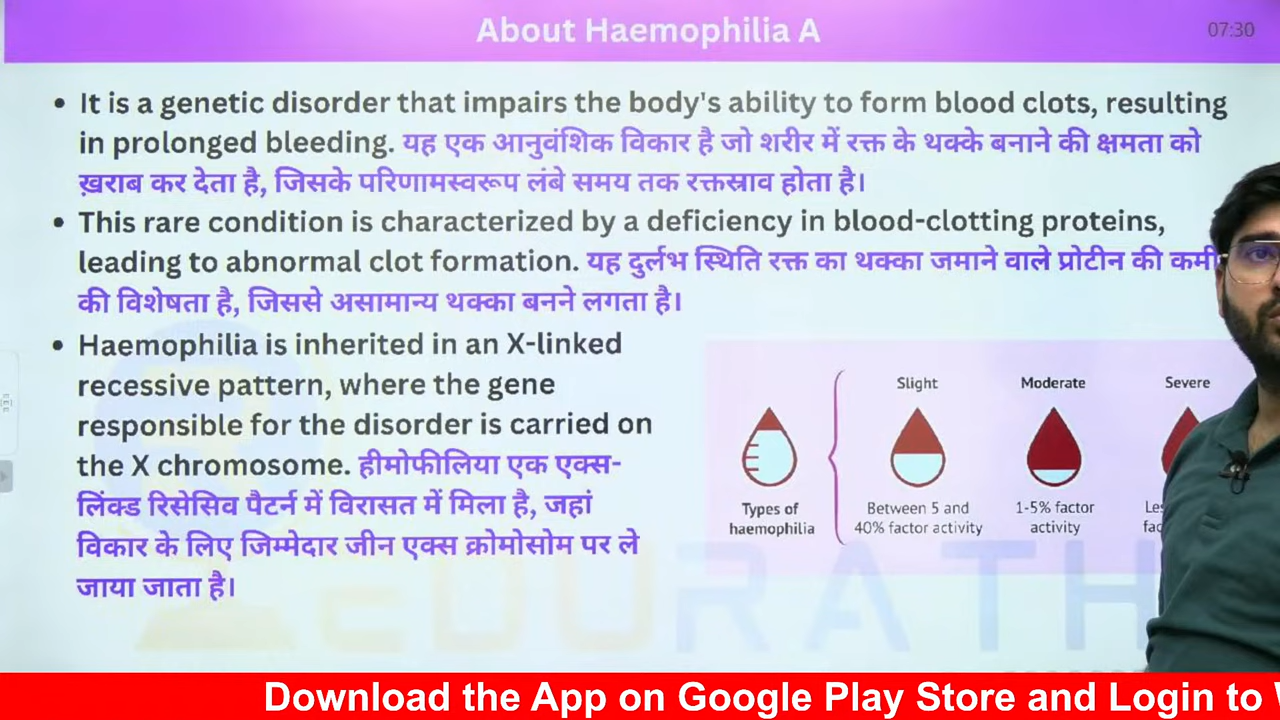 About Haemophilia A
07:30
• It is a genetic disorder that impairs the body's ability to form blood clots, resulting
in prolonged bleeding. यह एक आनुवंशिक विकार है जो शरीर में रक्त के थक्के बनाने की क्षमता को
ख़राब कर देता है, जिसके परिणामस्वरूप लंबे समय तक रक्तस्राव होता है।
• This rare condition is characterized by a deficiency in blood-clotting proteins,
leading to abnormal clot formation. यह दुर्लभ स्थिति रक्त का थक्का जमाने वाले प्रोटीन की कमी
की विशेषता है, जिससे असामान्य थक्का बनने लगता है।
• Haemophilia is inherited in an X-linked
recessive pattern, where the gene
responsible for the disorder is carried on
the X chromosome. हीमोफीलिया एक एक्स-
लिंक्ड रिसेसिव पैटर्न में विरासत में मिला है, जहां
विकार के लिए जिम्मेदार जीन एक्स क्रोमोसोम पर ले
जाया जाता है।
Types of
haemophilia
Slight
Between 5 and
40% factor activity
Moderate
1-5% factor
activity
Severe
EDURATH
Download the App on Google Play Store and Login to